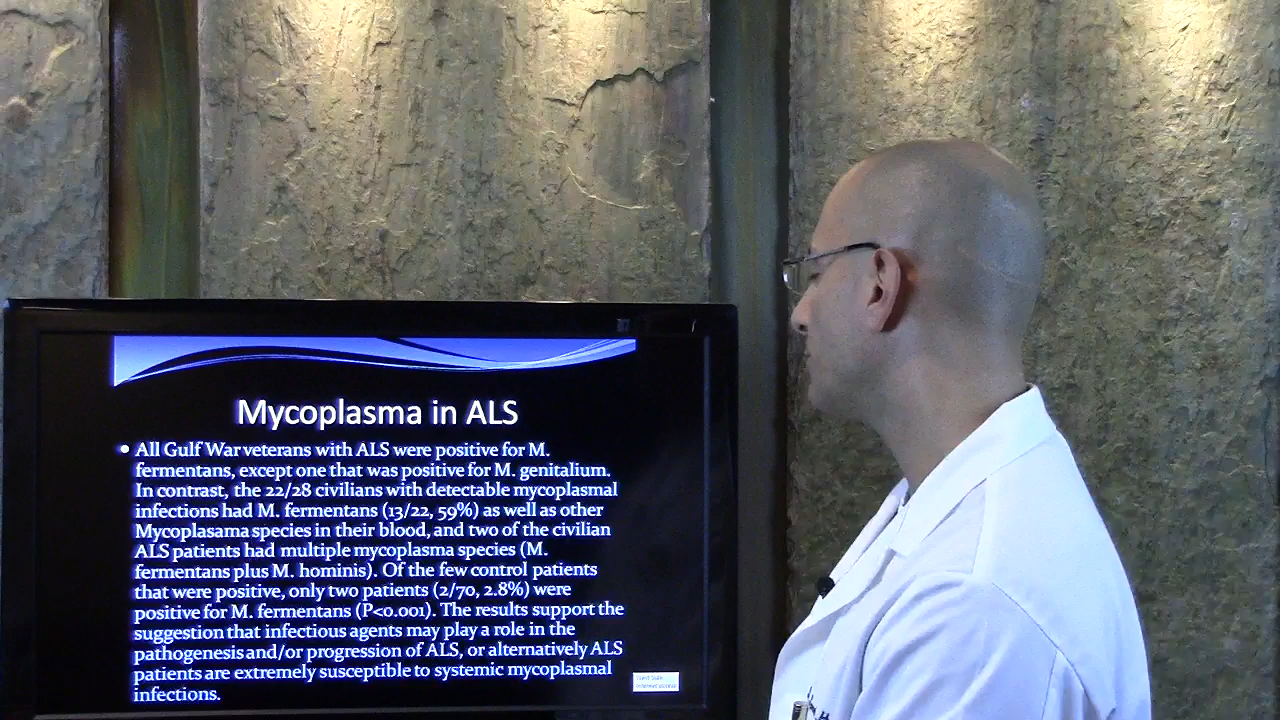 Mycoplasma in ALS
• All Gulf War veterans with ALS were positive for M.
fermentans, except one that was positive for M. genitalium.
In contrast, the 22/28 civilians with detectable mycoplasmal
infections had M. fermentans (13/22, 59%) as well as other
Mycoplasama species in their blood, and two of the civilian
ALS patients had multiple mycoplasma species (M.
fermentans plus M. hominis). Of the few control patients
that were positive, only two patients (2/70, 2.8%) were
positive for M. fermentans (P<0.001). The results support the
suggestion that infectious agents may play a role in the
pathogenesis and/or progression of ALS, or alternatively ALS
patients are extremely susceptible to systemic mycoplasmal
infections.